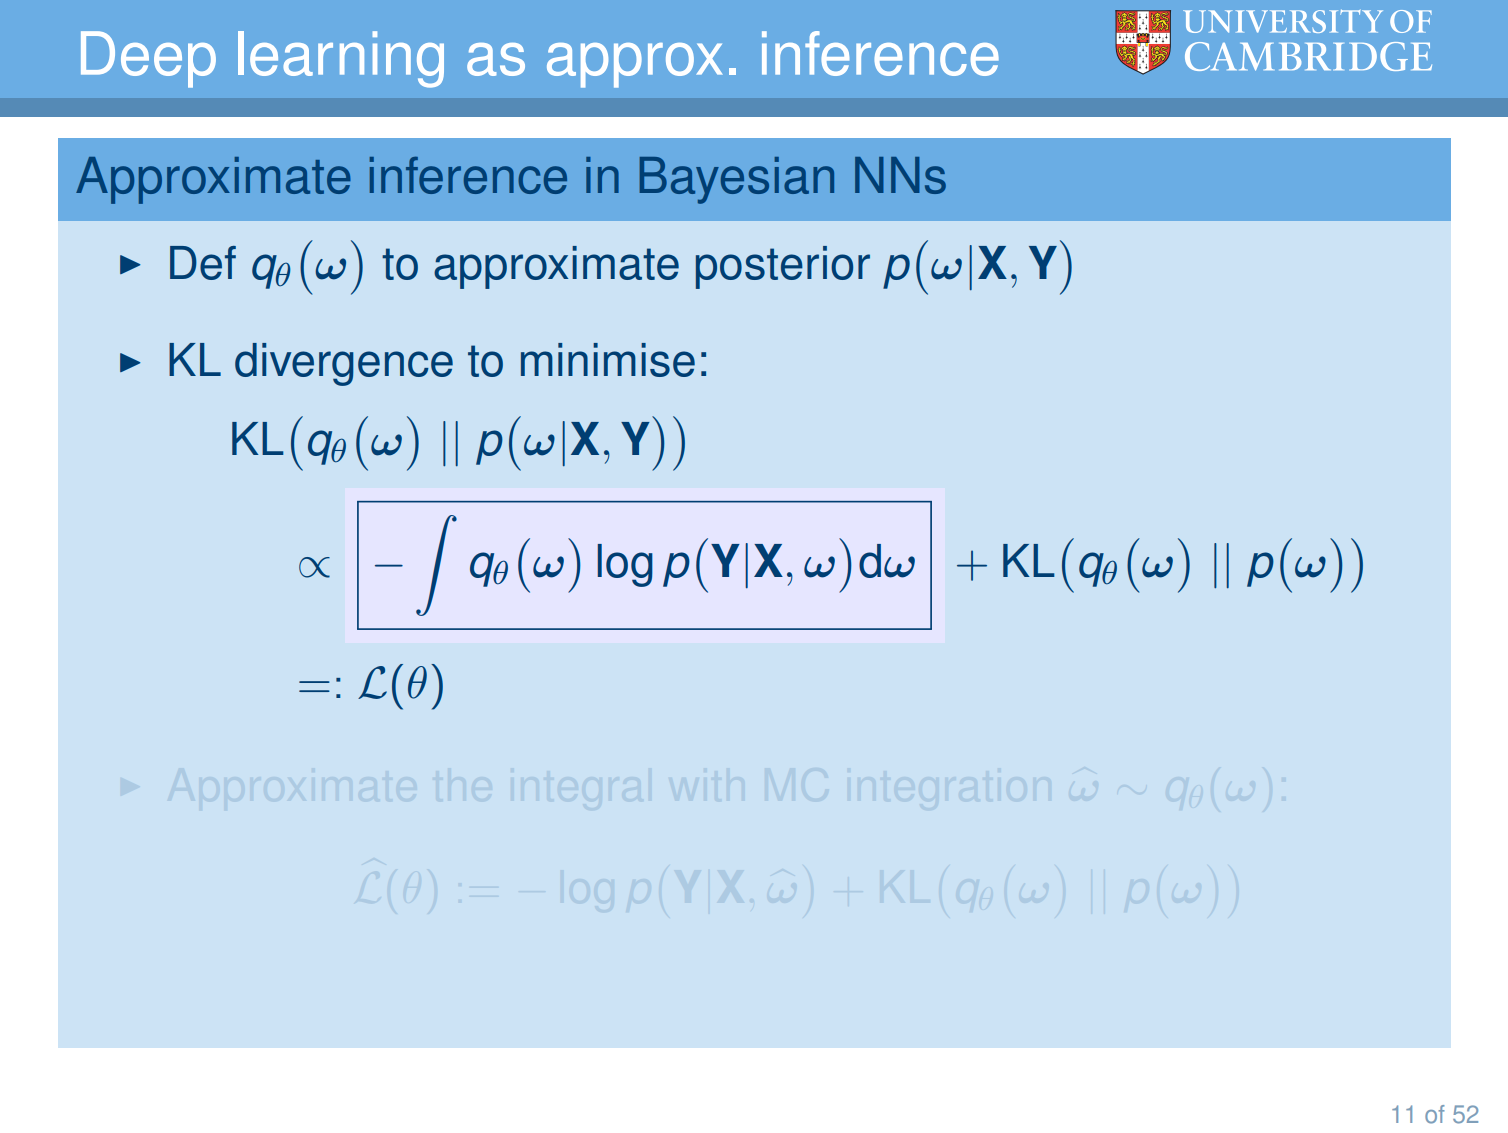 Deep learning as approx. inference
UNIVERSITY OF
CAMBRIDGE
Approximate inference in Bayesian NNs
▶ Def qθ(ω) to approximate posterior p(ω|X, Y)
▶ KL divergence to minimise:
KL(qθ(ω) || p(ω|X, Y))
∝ − ∫ qθ(ω) log p(Y|X, ω)dω + KL(qθ(ω) || p(ω))
=: ℒ(θ)
▶ Approximate the integral with MC integration ω̂ ∼ qθ(ω):
ℒ̂(θ) := − log p(Y|X, ω̂) + KL(qθ(ω) || p(ω))
11 of 52